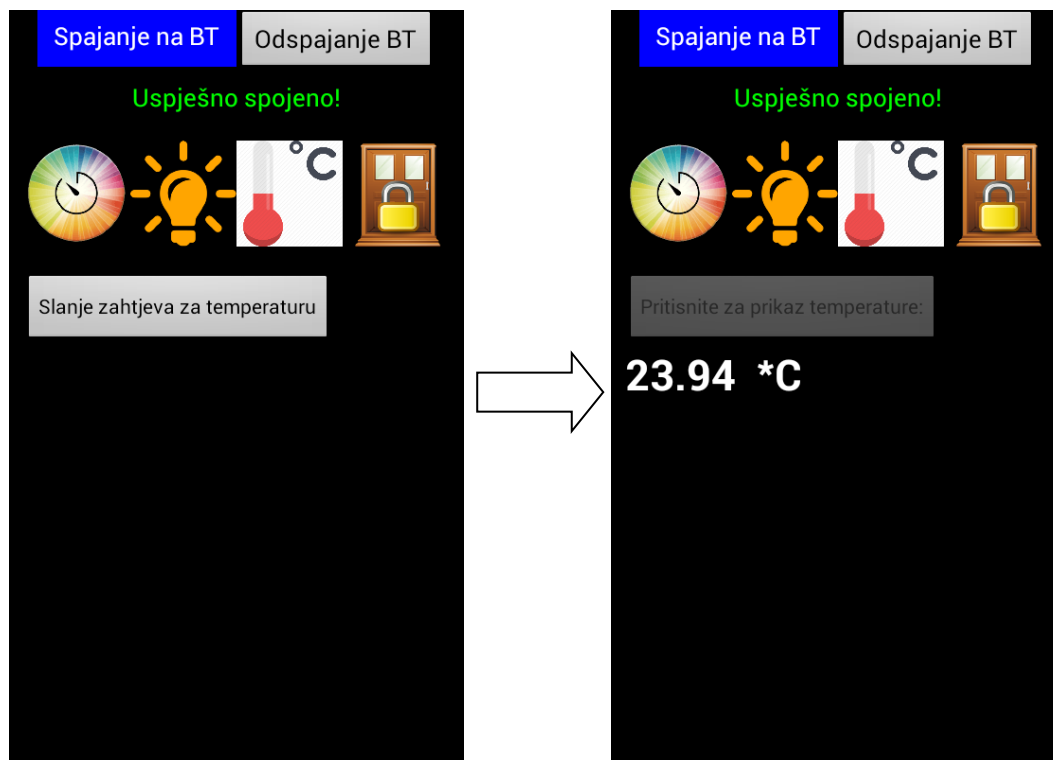 Spajanje na BT Odspajanje BT
Uspješno spojeno!
°C
Slanje zahtjeva za temperaturu
Spajanje na BT Odspajanje BT
Uspješno spojeno!
°C
Pritisnite za prikaz temperature:
23.94 *C